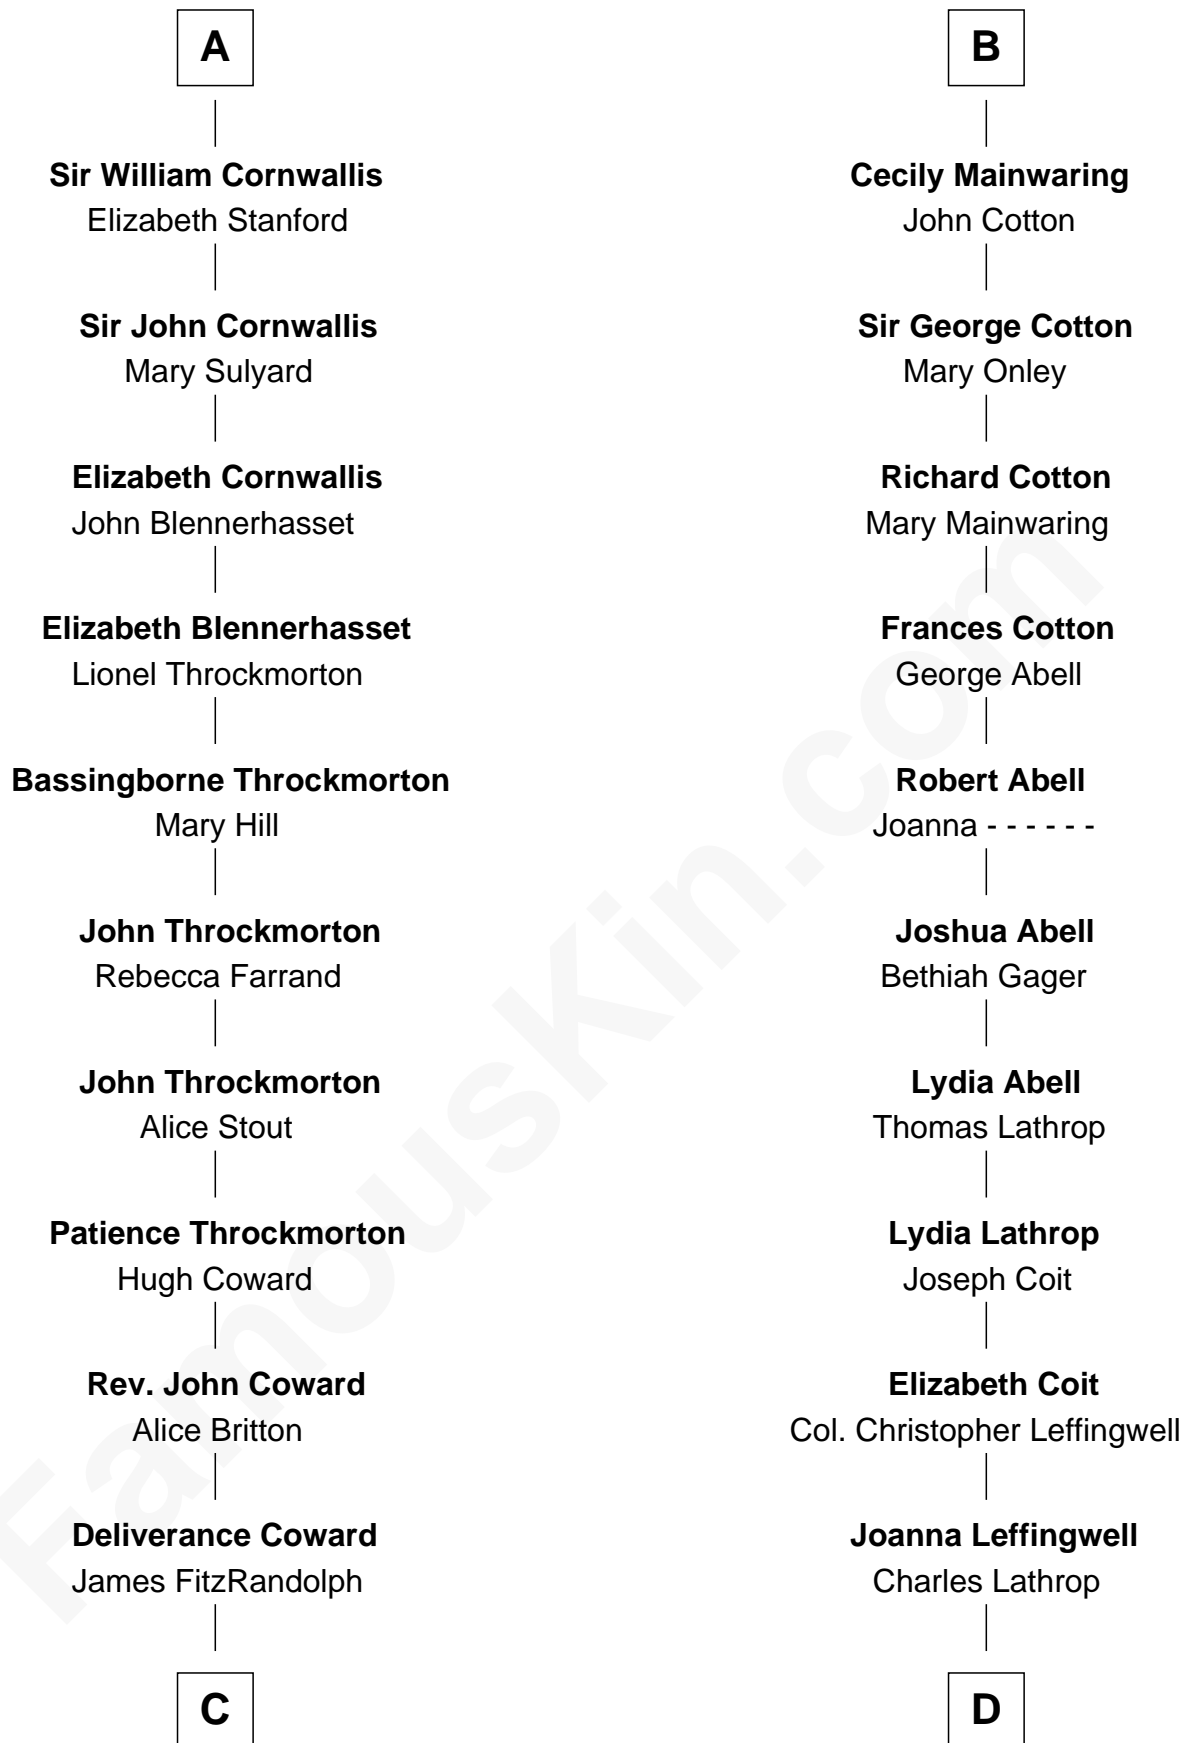 A
Sir William Cornwallis
Elizabeth Stanford
Sir John Cornwallis
Mary Sulyard
Elizabeth Cornwallis
John Blennerhasset
Elizabeth Blennerhasset
Lionel Throckmorton
Bassingborne Throckmorton
Mary Hill
John Throckmorton
Rebecca Farrand
John Throckmorton
Alice Stout
Patience Throckmorton
Hugh Coward
Rev. John Coward
Alice Britton
Deliverance Coward
James FitzRandolph
C
B
Cecily Mainwaring
John Cotton
Sir George Cotton
Mary Onley
Richard Cotton
Mary Mainwaring
Frances Cotton
George Abell
Robert Abell
Joanna - - - - - -
Joshua Abell
Bethiah Gager
Lydia Abell
Thomas Lathrop
Lydia Lathrop
Joseph Coit
Elizabeth Coit
Col. Christopher Leffingwell
Joanna Leffingwell
Charles Lathrop
D
FamousKin.com